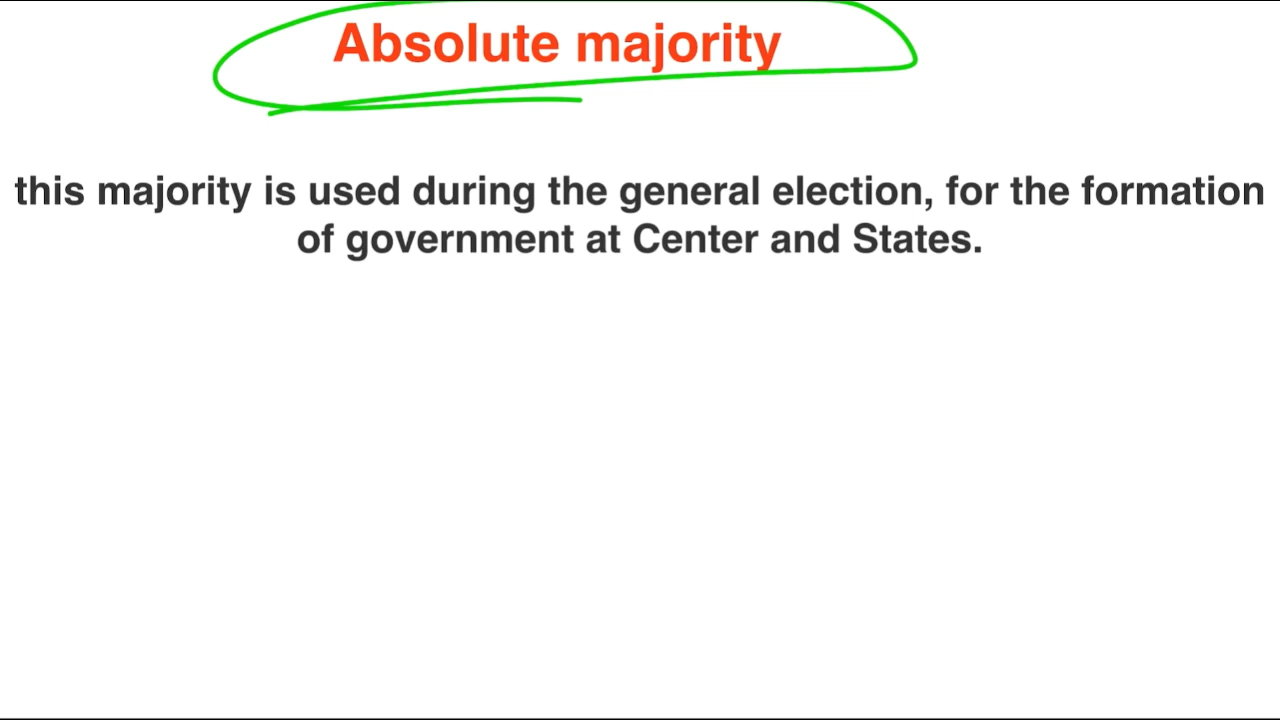 Absolute majority
this majority is used during the general election, for the formation
of government at Center and States.